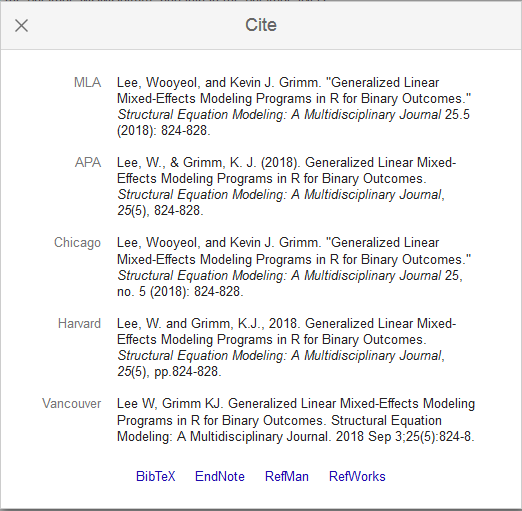 Cite
MLA Lee, Wooyeol, and Kevin J. Grimm. "Generalized Linear
Mixed-Effects Modeling Programs in R for Binary Outcomes."
Structural Equation Modeling: A Multidisciplinary Journal 25.5
(2018): 824-828.
APA Lee, W., & Grimm, K. J. (2018). Generalized Linear Mixed-
Effects Modeling Programs in R for Binary Outcomes.
Structural Equation Modeling: A Multidisciplinary Journal,
25(5), 824-828.
Chicago Lee, Wooyeol, and Kevin J. Grimm. "Generalized Linear
Mixed-Effects Modeling Programs in R for Binary Outcomes."
Structural Equation Modeling: A Multidisciplinary Journal 25,
no. 5 (2018): 824-828.
Harvard Lee, W. and Grimm, K.J., 2018. Generalized Linear Mixed-
Effects Modeling Programs in R for Binary Outcomes.
Structural Equation Modeling: A Multidisciplinary Journal,
25(5), pp.824-828.
Vancouver Lee W, Grimm KJ. Generalized Linear Mixed-Effects Modeling
Programs in R for Binary Outcomes. Structural Equation
Modeling: A Multidisciplinary Journal. 2018 Sep 3;25(5):824-8.
BibTeX EndNote RefMan RefWorks